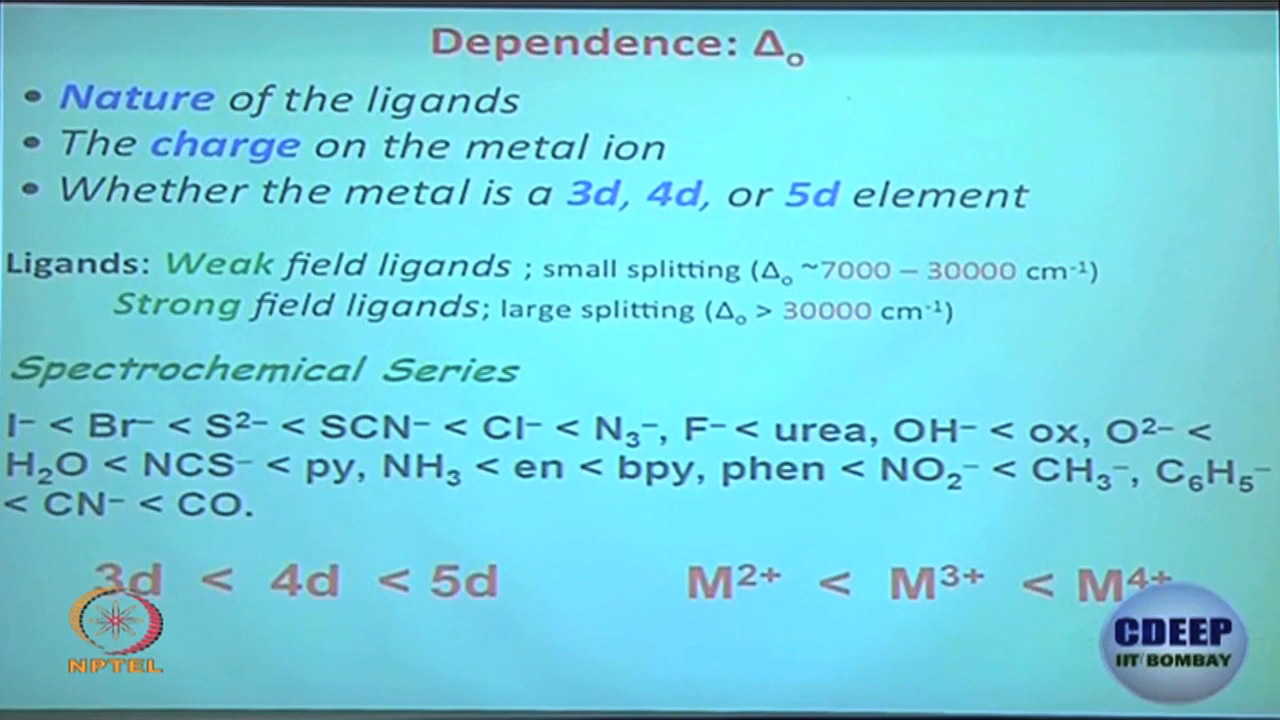 Dependence: Δₒ
• Nature of the ligands
• The charge on the metal ion
• Whether the metal is a 3d, 4d, or 5d element
Ligands: Weak field ligands ; small splitting (Δₒ ~7000 – 30000 cm⁻¹)
Strong field ligands; large splitting (Δₒ > 30000 cm⁻¹)
Spectrochemical Series
I⁻ < Br⁻ < S²⁻ < SCN⁻ < Cl⁻ < N₃⁻, F⁻ < urea, OH⁻ < ox, O²⁻ <
H₂O < NCS⁻ < py, NH₃ < en < bpy, phen < NO₂⁻ < CH₃⁻, C₆H₅⁻
< CN⁻ < CO.
3d < 4d < 5d M²⁺ < M³⁺ < M⁴⁺
NPTEL
CDEEP
IIT BOMBAY